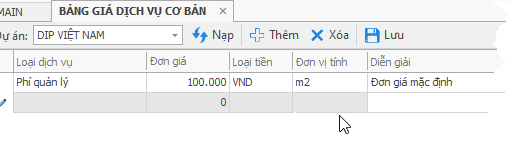 MAIN BẢNG GIÁ DỊCH VỤ CƠ BẢN ×
Dự án: DIP VIỆT NAM Nạp Thêm Xóa Lưu
Loại dịch vụ Đơn giá Loại tiền Đơn vị tính Diễn giải
Phí quản lý 100.000 VND m2 Đơn giá mặc định
0